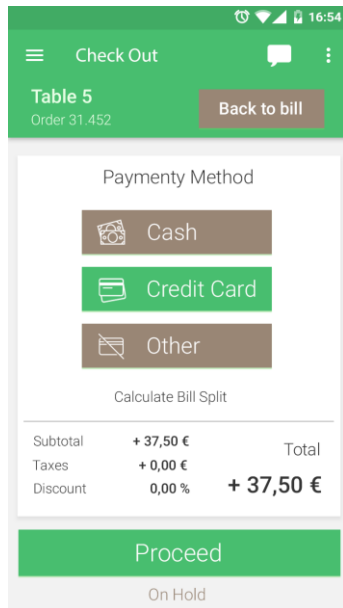 16:54
Check Out
Table 5
Order 31.452
Back to bill
Paymenty Method
Cash
Credit Card
Other
Calculate Bill Split
Subtotal + 37,50 €
Taxes + 0,00 €
Discount 0,00 %
Total
+ 37,50 €
Proceed
On Hold